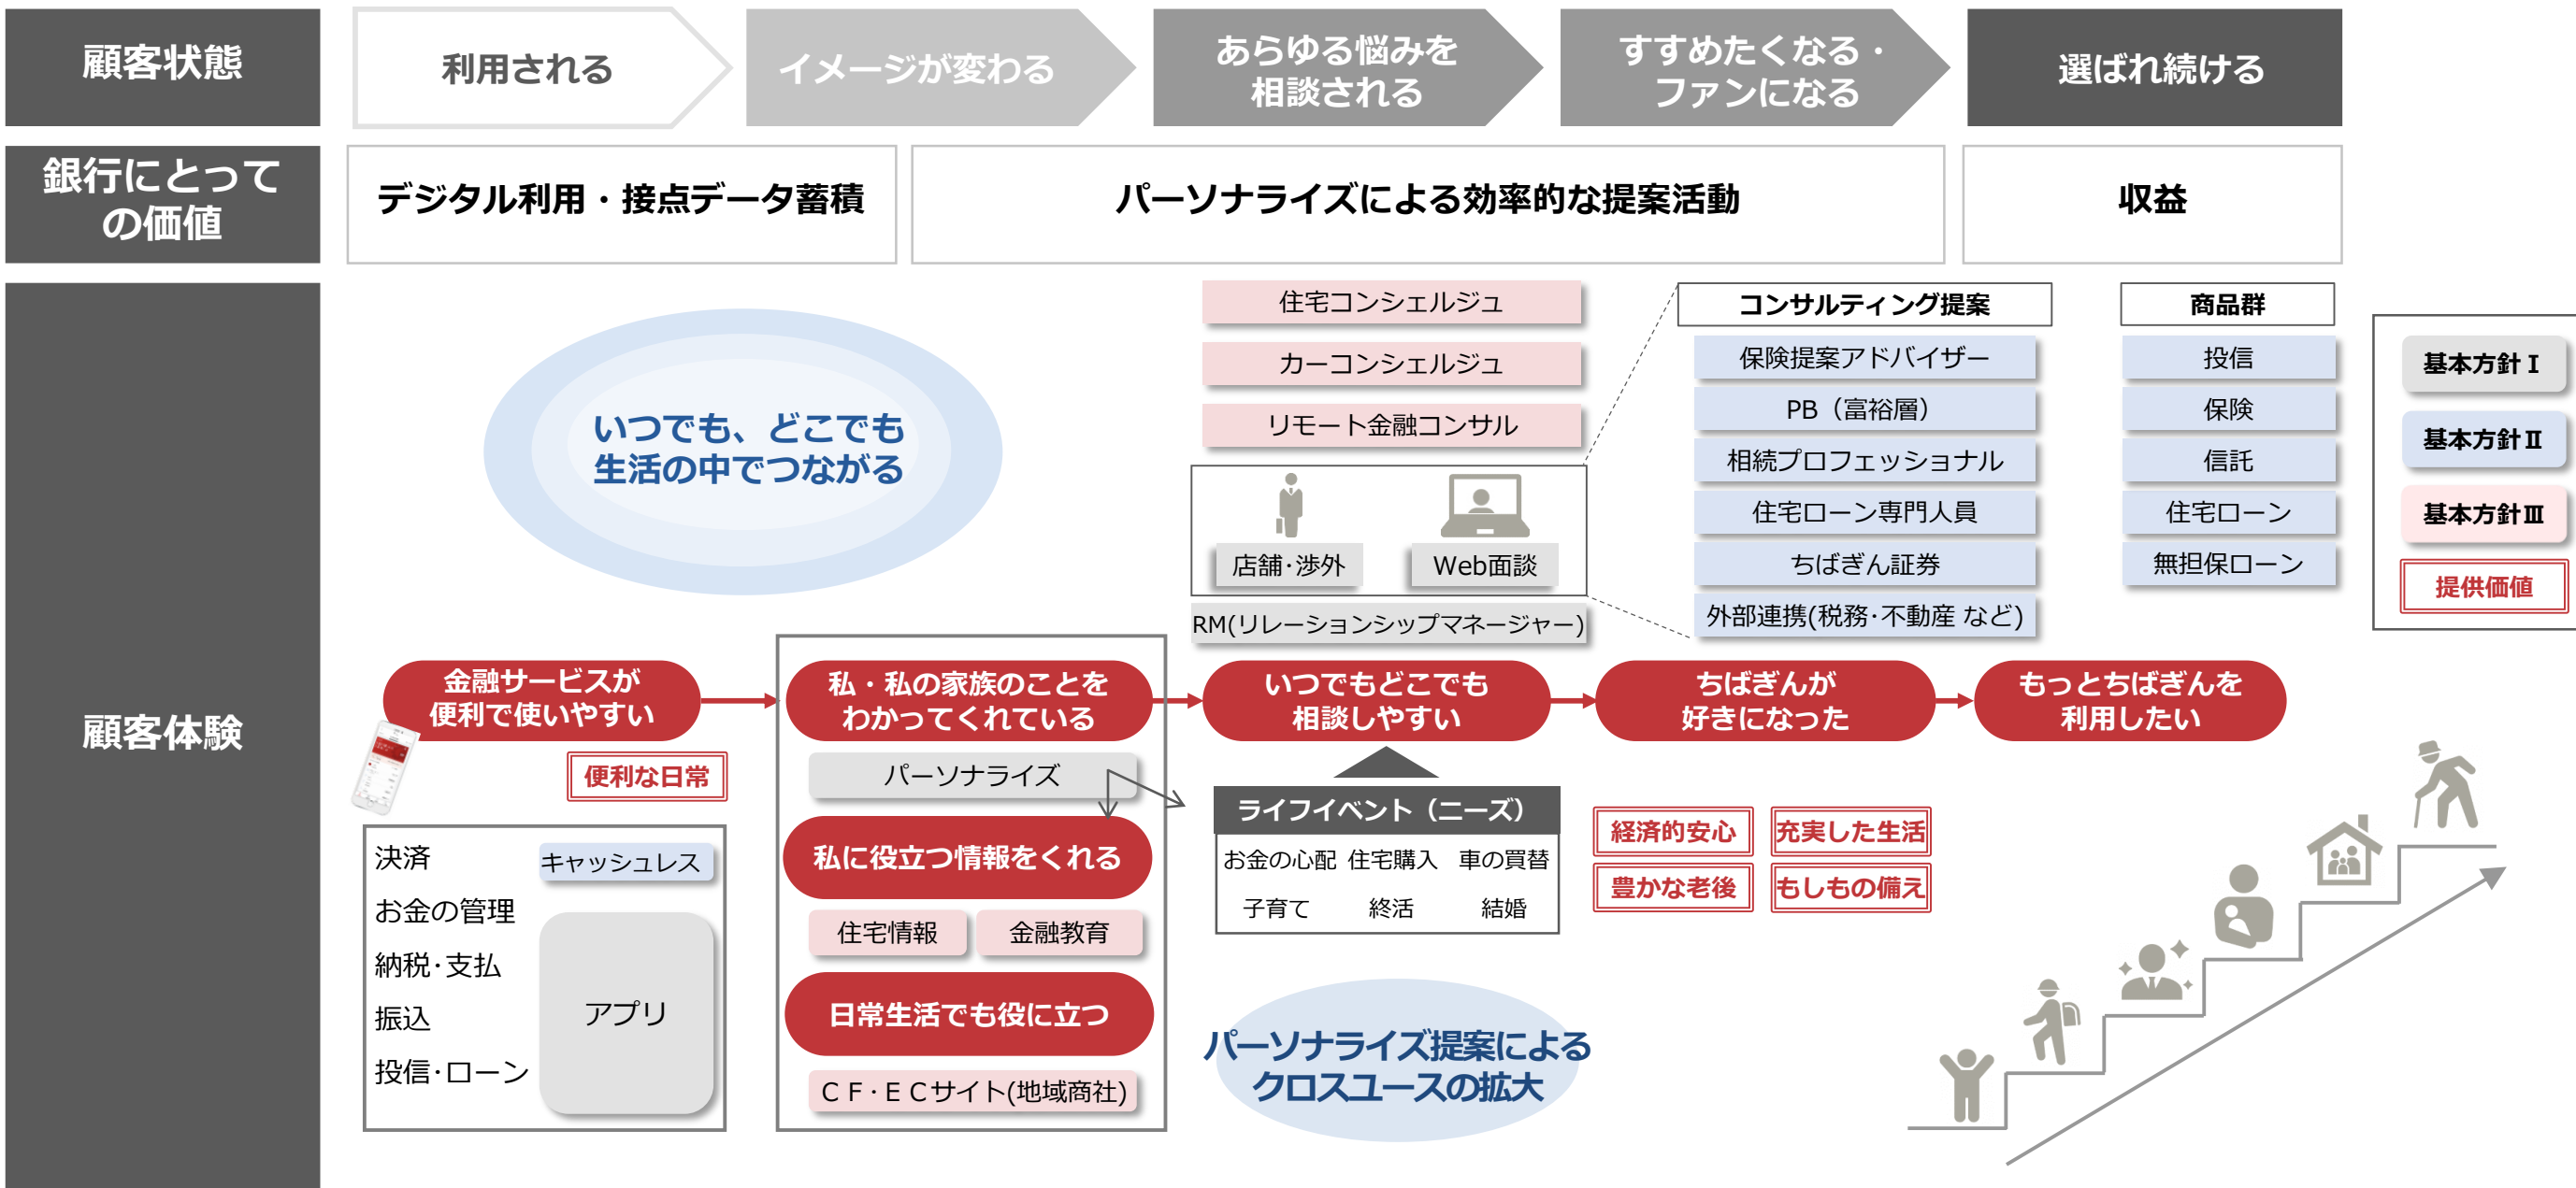 顧客状態
利用される
イメージが変わる
あらゆる悩みを
相談される
すすめたくなる・
ファンになる
選ばれ続ける
銀行にとって
の価値
デジタル利用・接点データ蓄積
パーソナライズによる効率的な提案活動
収益
顧客体験
いつでも、どこでも
生活の中でつながる
住宅コンシェルジュ
カーコンシェルジュ
リモート金融コンサル
店舗･渉外
Web面談
RM(リレーションシップマネージャー)
コンサルティング提案
保険提案アドバイザー
PB（富裕層）
相続プロフェッショナル
住宅ローン専門人員
ちばぎん証券
外部連携(税務･不動産 など)
商品群
投信
保険
信託
住宅ローン
無担保ローン
基本方針Ⅰ
基本方針Ⅱ
基本方針Ⅲ
提供価値
金融サービスが
便利で使いやすい
私・私の家族のことを
わかってくれている
いつでもどこでも
相談しやすい
ちばぎんが
好きになった
もっとちばぎんを
利用したい
便利な日常
決済
お金の管理
納税･支払
振込
投信･ローン
キャッシュレス
アプリ
パーソナライズ
私に役立つ情報をくれる
住宅情報
金融教育
日常生活でも役に立つ
ＣＦ･ＥＣサイト(地域商社)
ライフイベント（ニーズ）
お金の心配 住宅購入 車の買替
子育て 終活 結婚
経済的安心
充実した生活
豊かな老後
もしもの備え
パーソナライズ提案による
クロスユースの拡大